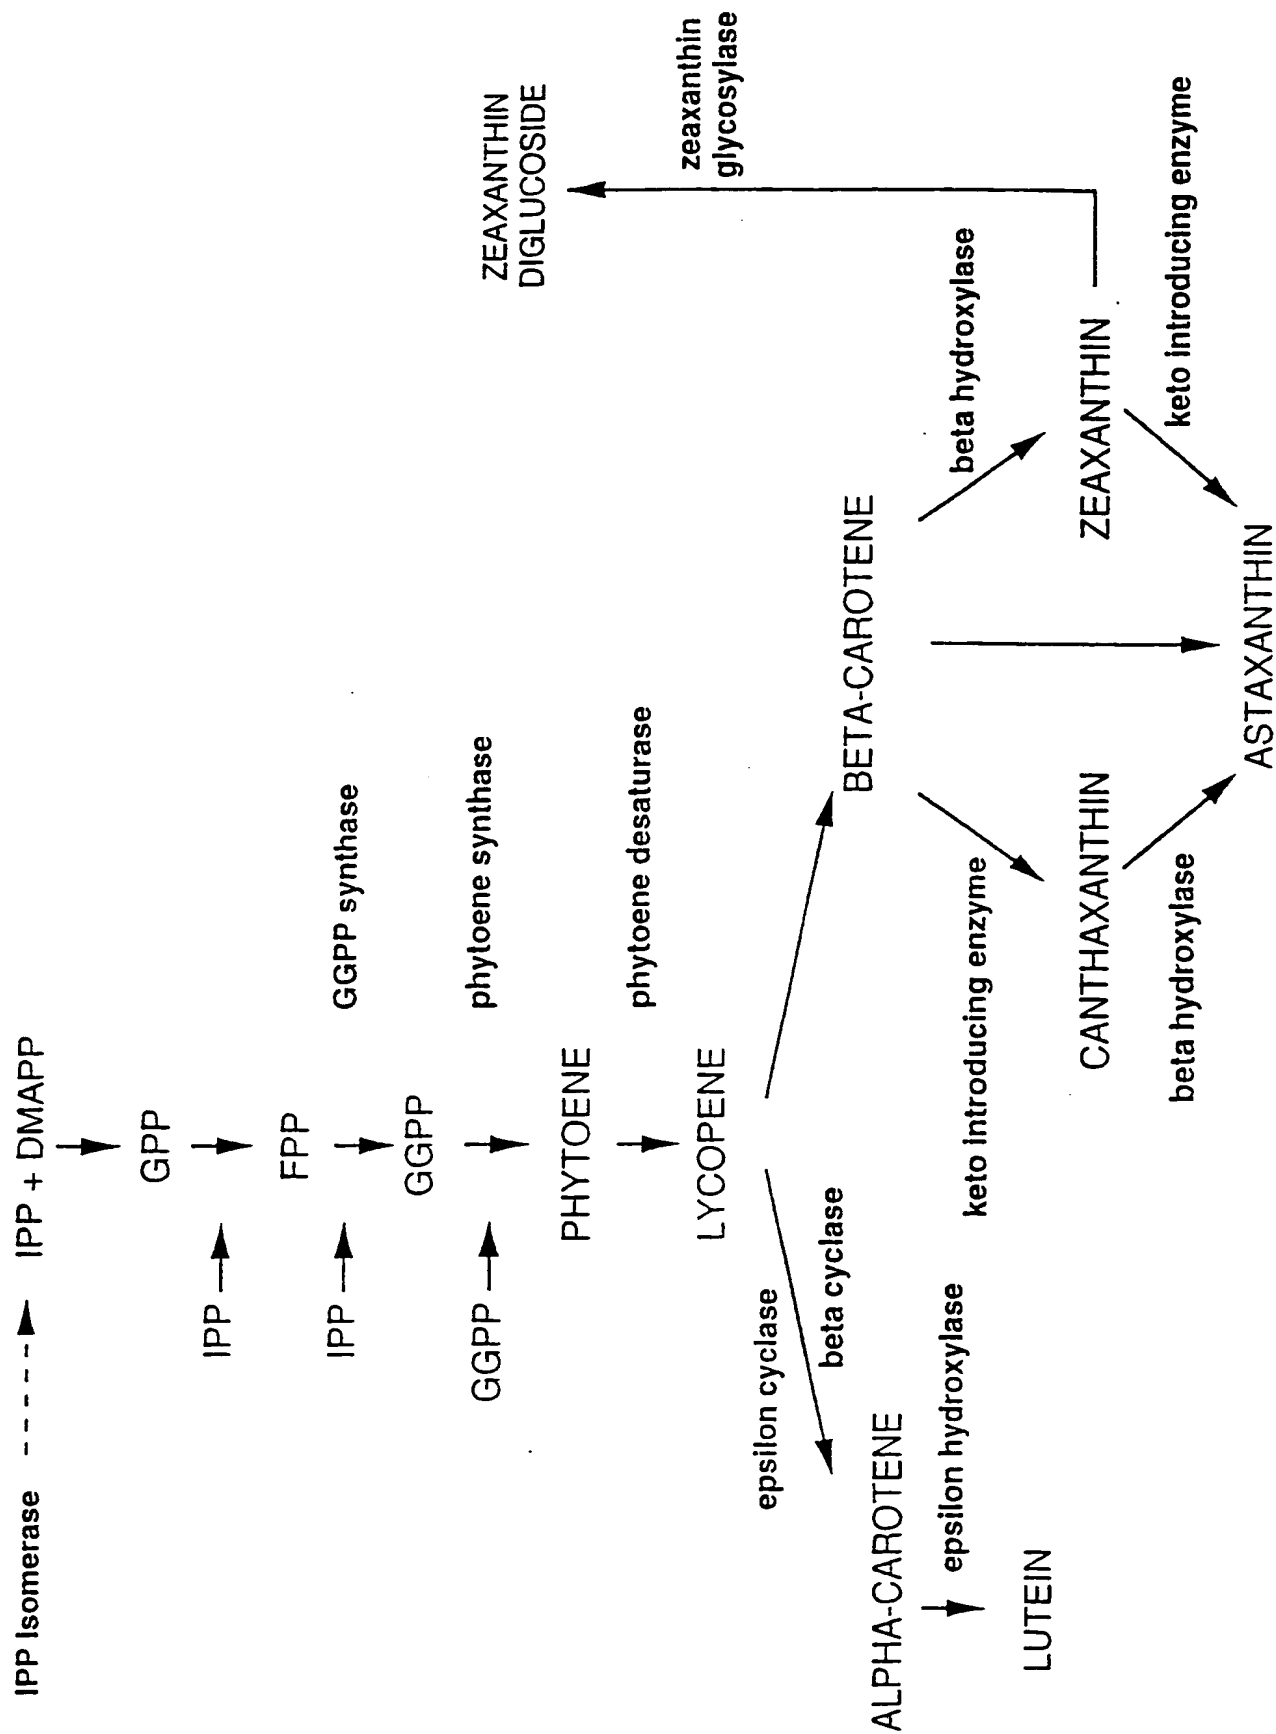 IPP Isomerase
IPP + DMAPP
GPP
IPP
FPP
IPP
GGPP synthase
GGPP
GGPP
phytoene synthase
PHYTOENE
phytoene desaturase
LYCOPENE
epsilon cyclase
beta cyclase
ALPHA-CAROTENE
BETA-CAROTENE
epsilon hydroxylase
LUTEIN
keto introducing enzyme
beta hydroxylase
CANTHAXANTHIN
ZEAXANTHIN
beta hydroxylase
keto introducing enzyme
ASTAXANTHIN
ZEAXANTHIN
DIGLUCOSIDE
zeaxanthin
glycosylase